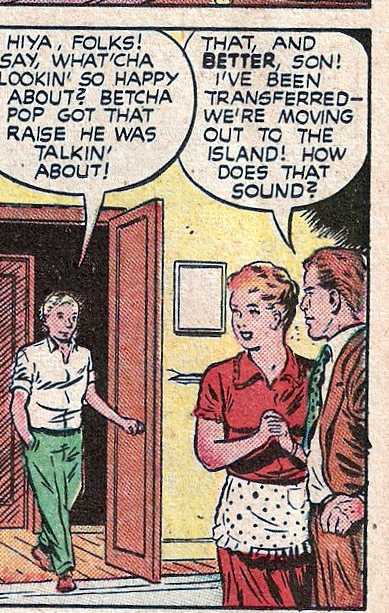 HIYA, FOLKS!
SAY, WHAT'CHA
LOOKIN' SO HAPPY
ABOUT? BETCHA
POP GOT THAT
RAISE HE WAS
TALKIN'
ABOUT!
THAT, AND
BETTER, SON!
I'VE BEEN
TRANSFERRED—
WE'RE MOVING
OUT TO THE
ISLAND! HOW
DOES THAT
SOUND?